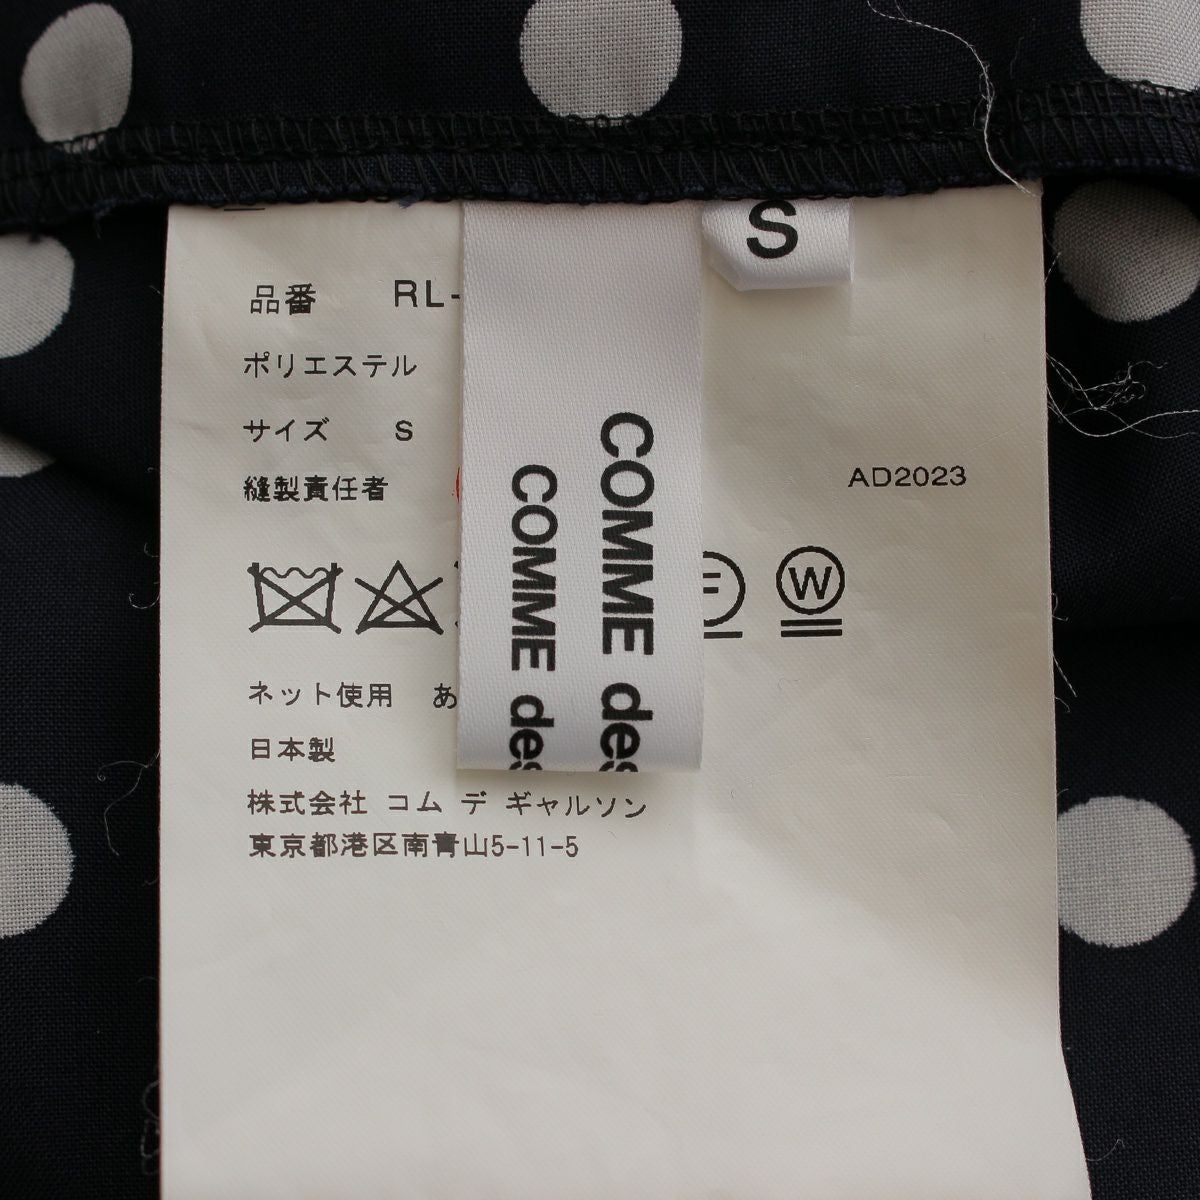 S
品番 RL-
ポリエステル
サイズ S
縫製責任者
AD2023
F
W
ネット使用 あ
日本製
株式会社 コム デ ギャルソン
東京都港区南青山5-11-5
COMME des
COMME des